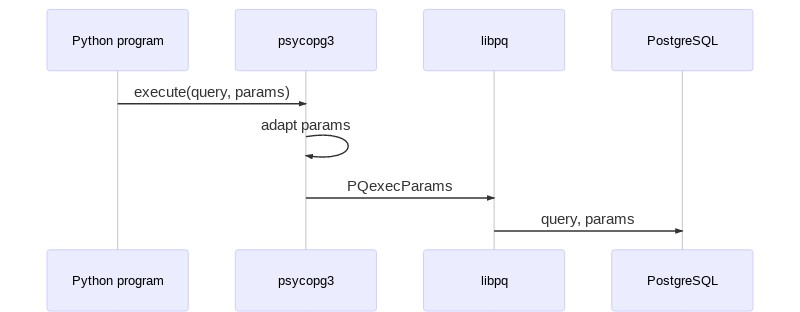 Python program
psycopg3
libpq
PostgreSQL
execute(query, params)
adapt params
PQexecParams
query, params
Python program
psycopg3
libpq
PostgreSQL